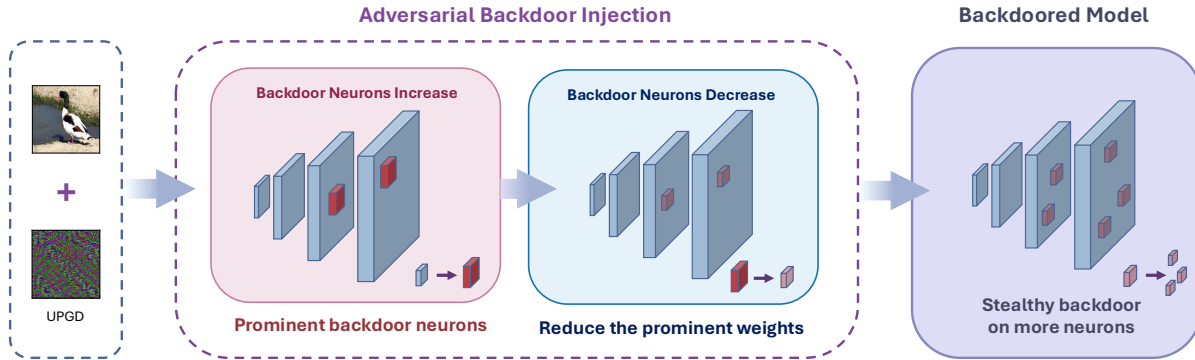 Adversarial Backdoor Injection
Backdoored Model
Backdoor Neurons Increase
Backdoor Neurons Decrease
+
UPGD
Prominent backdoor neurons
Reduce the prominent weights
Stealthy backdoor
on more neurons